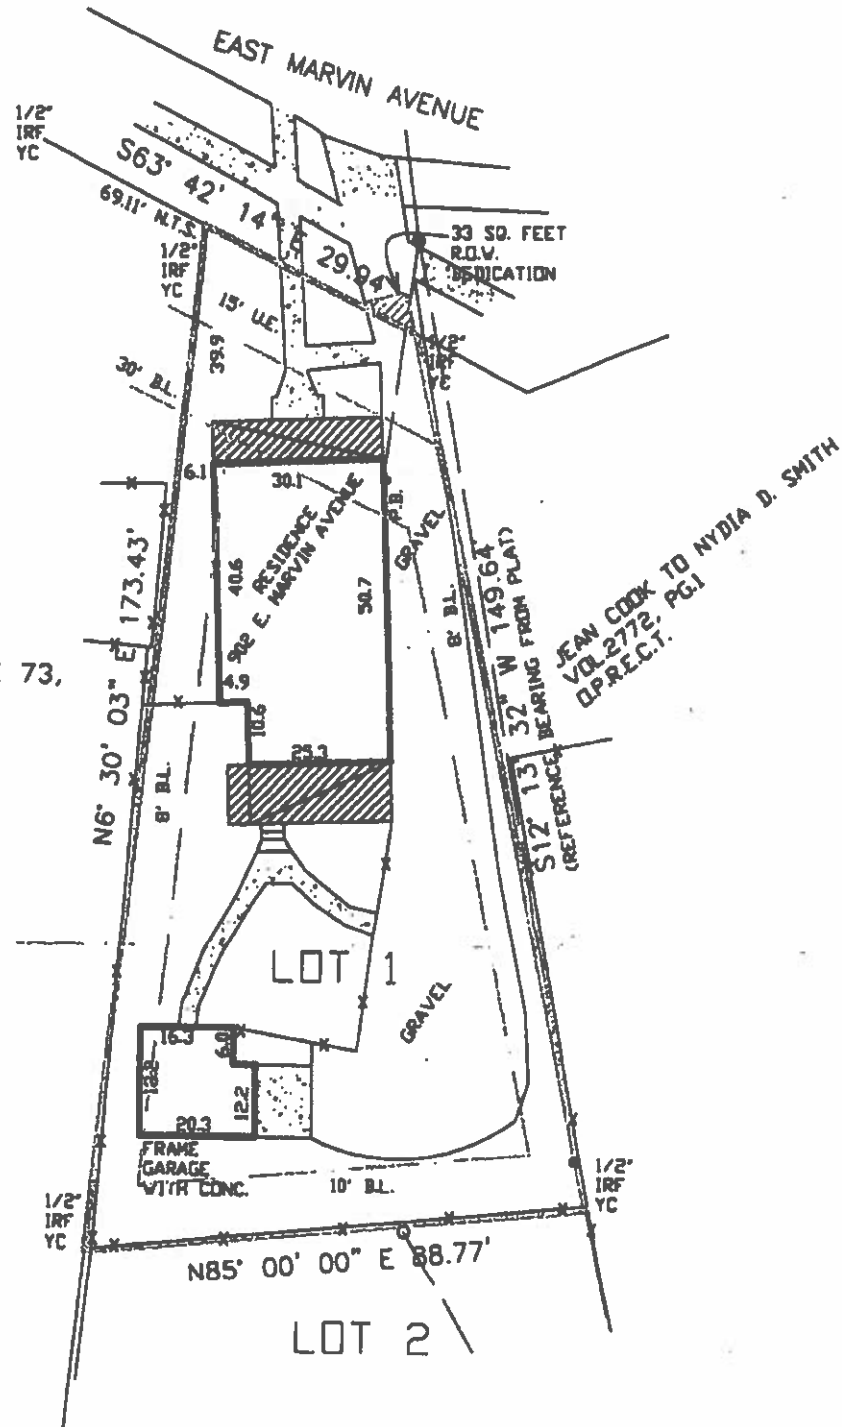 EAST MARVIN AVENUE
1/2"
IRF
YC
S63° 42' 14" E
29.94
69.11' N.T.S.
1/2"
IRF
YC
33 SQ. FEET
R.O.W.
DEDICATION
15' U.E.
39.9
30' B.L.
1/2"
IRF
YC
6.1
30.1
P.B.
GRAVEL
RESIDENCE
902 E. MARVIN AVENUE
40.6
50.7
8' B.L.
S12° 13' 32" W 149.64
(REFERENCE BEARING FROM PLAT)
JEAN COOK TO NYDIA D. SMITH
VOL.2772, PG.1
O.P.R.E.C.T.
N6° 30' 03" E 173.43'
73,
4.9
10.6
25.3
8' B.L.
LOT 1
GRAVEL
16.3
6.0
12.2
20.3
FRAME
GARAGE
WITH CONC.
10' B.L.
1/2"
IRF
YC
1/2"
IRF
YC
N85° 00' 00" E 88.77'
LOT 2